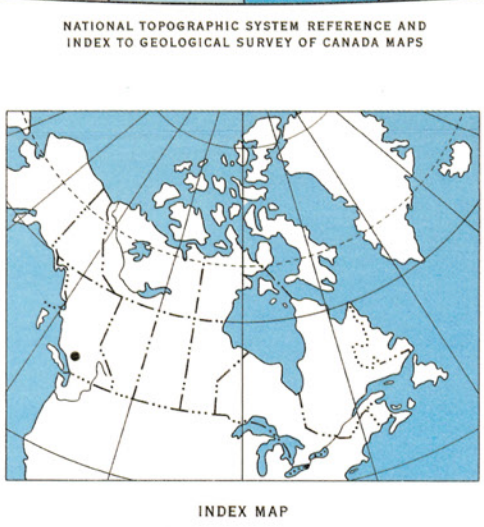 NATIONAL TOPOGRAPHIC SYSTEM REFERENCE AND
INDEX TO GEOLOGICAL SURVEY OF CANADA MAPS
INDEX MAP